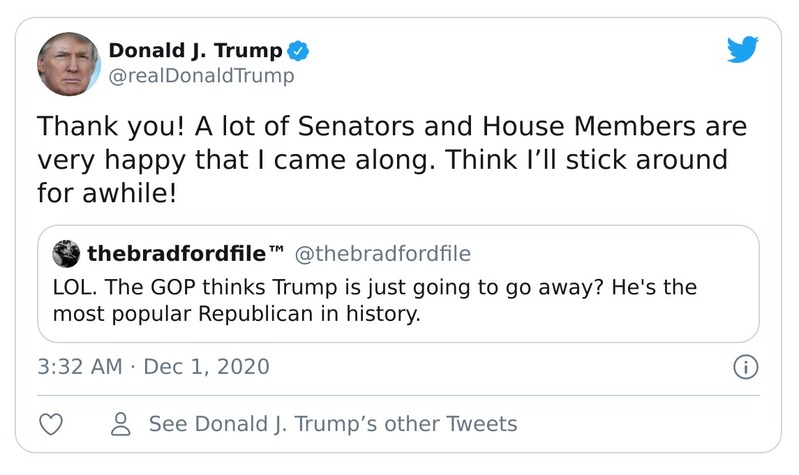 Donald J. Trump
@realDonaldTrump
Thank you! A lot of Senators and House Members are
very happy that I came along. Think I’ll stick around
for awhile!
thebradfordfile™ @thebradfordfile
LOL. The GOP thinks Trump is just going to go away? He's the
most popular Republican in history.
3:32 AM · Dec 1, 2020
See Donald J. Trump’s other Tweets